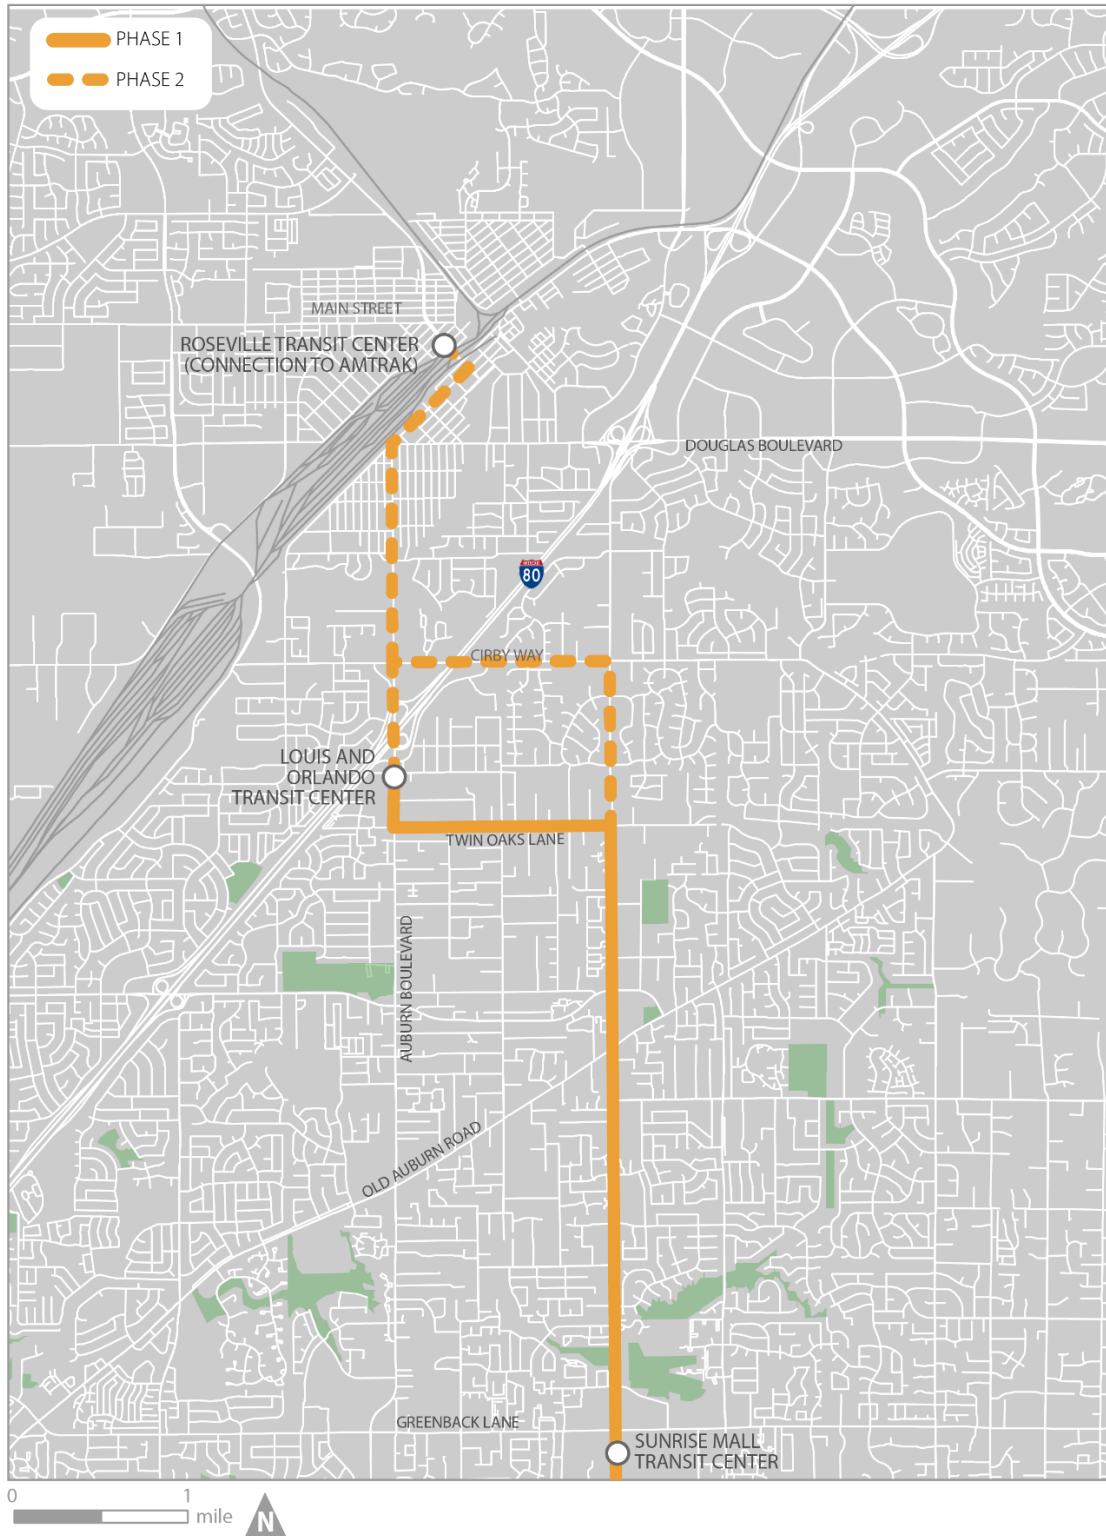 PHASE 1
PHASE 2
MAIN STREET
ROSEVILLE TRANSIT CENTER
(CONNECTION TO AMTRAK)
DOUGLAS BOULEVARD
80
CIRBY WAY
LOUIS AND
ORLANDO
TRANSIT CENTER
TWIN OAKS LANE
AUBURN BOULEVARD
OLD AUBURN ROAD
GREENBACK LANE
SUNRISE MALL
TRANSIT CENTER
0 1
mile
N